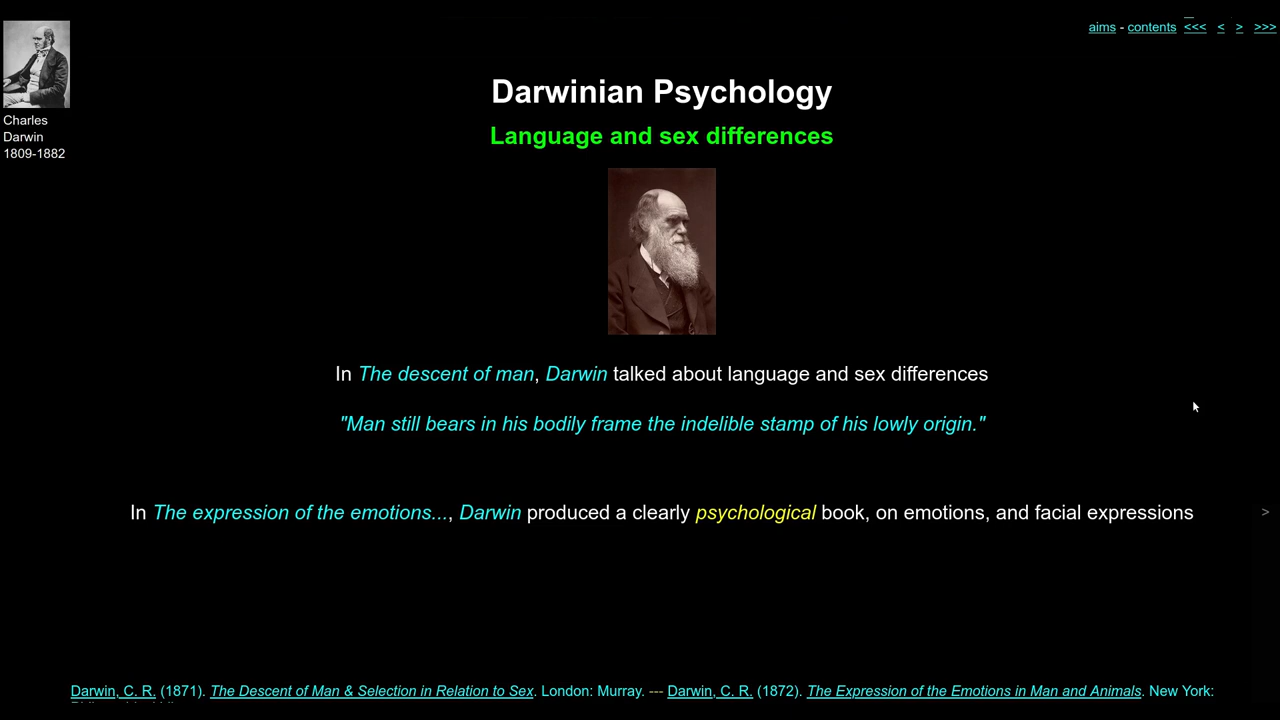 aims - contents <<< < > >>>
Charles
Darwin
1809-1882
Darwinian Psychology
Language and sex differences
In The descent of man, Darwin talked about language and sex differences
"Man still bears in his bodily frame the indelible stamp of his lowly origin."
In The expression of the emotions..., Darwin produced a clearly psychological book, on emotions, and facial expressions
>
Darwin, C. R. (1871). The Descent of Man & Selection in Relation to Sex. London: Murray. --- Darwin, C. R. (1872). The Expression of the Emotions in Man and Animals. New York: